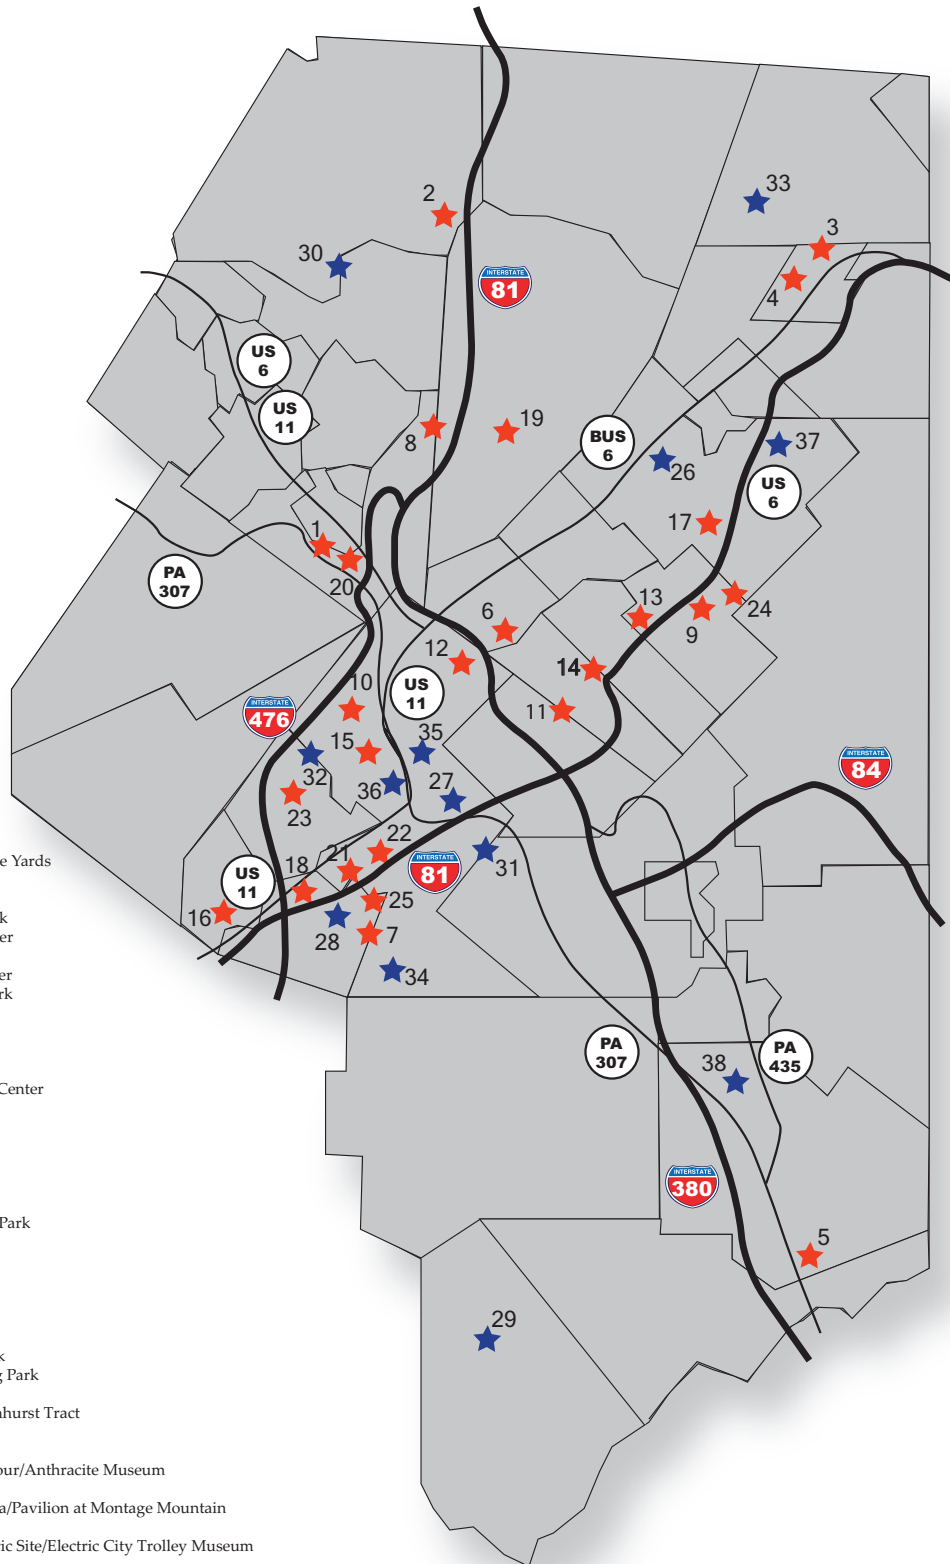 33
2
3
30
4
INTERSTATE
81
US
6
US
11
8
19
BUS
6
26
37
US
6
17
1
20
PA
307
6
13
9
24
12
14
10
US
11
11
INTERSTATE
476
15
35
32
36
27
23
INTERSTATE
84
22
21
18
US
11
INTERSTATE
81
31
16
25
28
7
34
PA
307
38
PA
435
INTERSTATE
380
5
29
e Yards
k
er
er
rk
Center
Park
k
g Park
hurst Tract
our/Anthracite Museum
a/Pavilion at Montage Mountain
ric Site/Electric City Trolley Museum